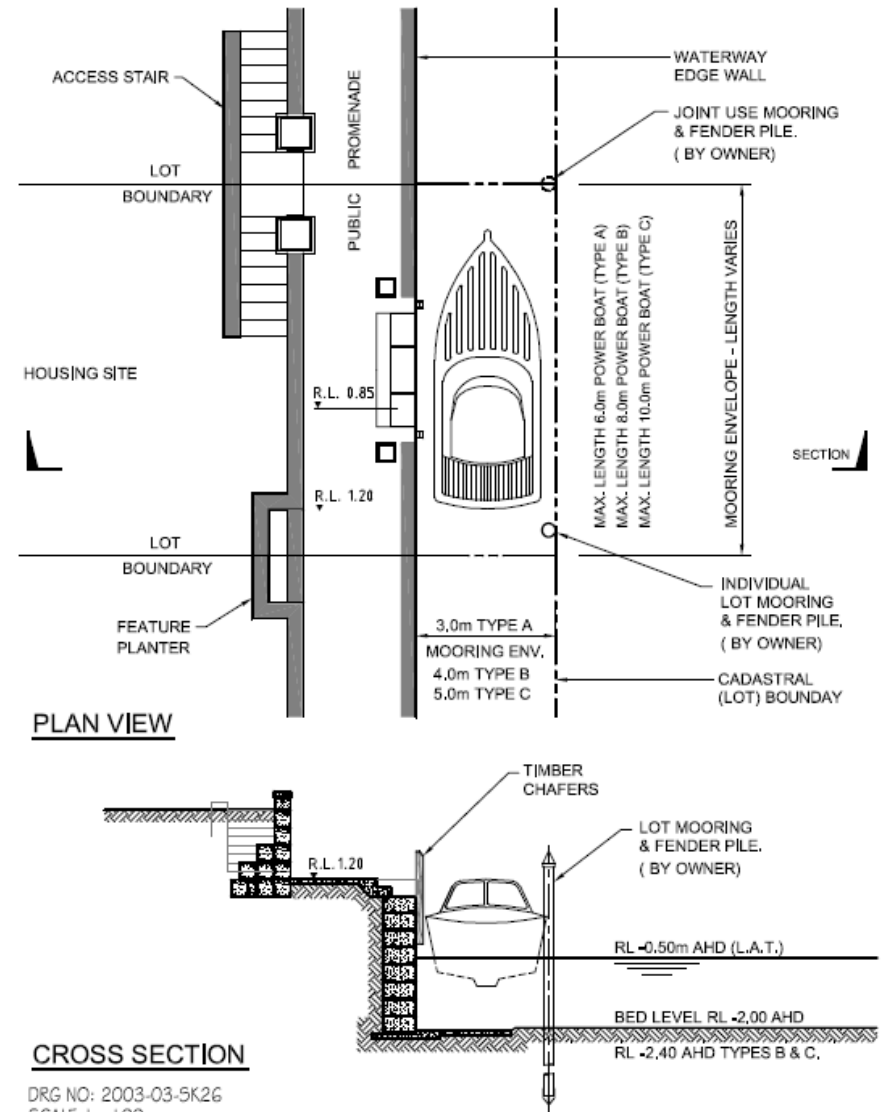 WATERWAY
EDGE WALL
ACCESS STAIR
JOINT USE MOORING
& FENDER PILE.
( BY OWNER)
PUBLIC PROMENADE
LOT
BOUNDARY
MAX. LENGTH 6.0m POWER BOAT (TYPE A)
MAX. LENGTH 8.0m POWER BOAT (TYPE B)
MAX. LENGTH 10.0m POWER BOAT (TYPE C)
MOORING ENVELOPE - LENGTH VARIES
HOUSING SITE
R.L. 0.85
SECTION
R.L. 1.20
LOT
BOUNDARY
INDIVIDUAL
LOT MOORING
& FENDER PILE.
( BY OWNER)
FEATURE
PLANTER
3.0m TYPE A
MOORING ENV.
4.0m TYPE B
5.0m TYPE C
CADASTRAL
(LOT) BOUNDAY
PLAN VIEW
TIMBER
CHAFERS
LOT MOORING
& FENDER PILE.
( BY OWNER)
R.L. 1.20
RL -0.50m AHD (L.A.T.)
BED LEVEL RL -2.00 AHD
RL -2.40 AHD TYPES B & C.
CROSS SECTION
DRG NO: 2003-03-SK26